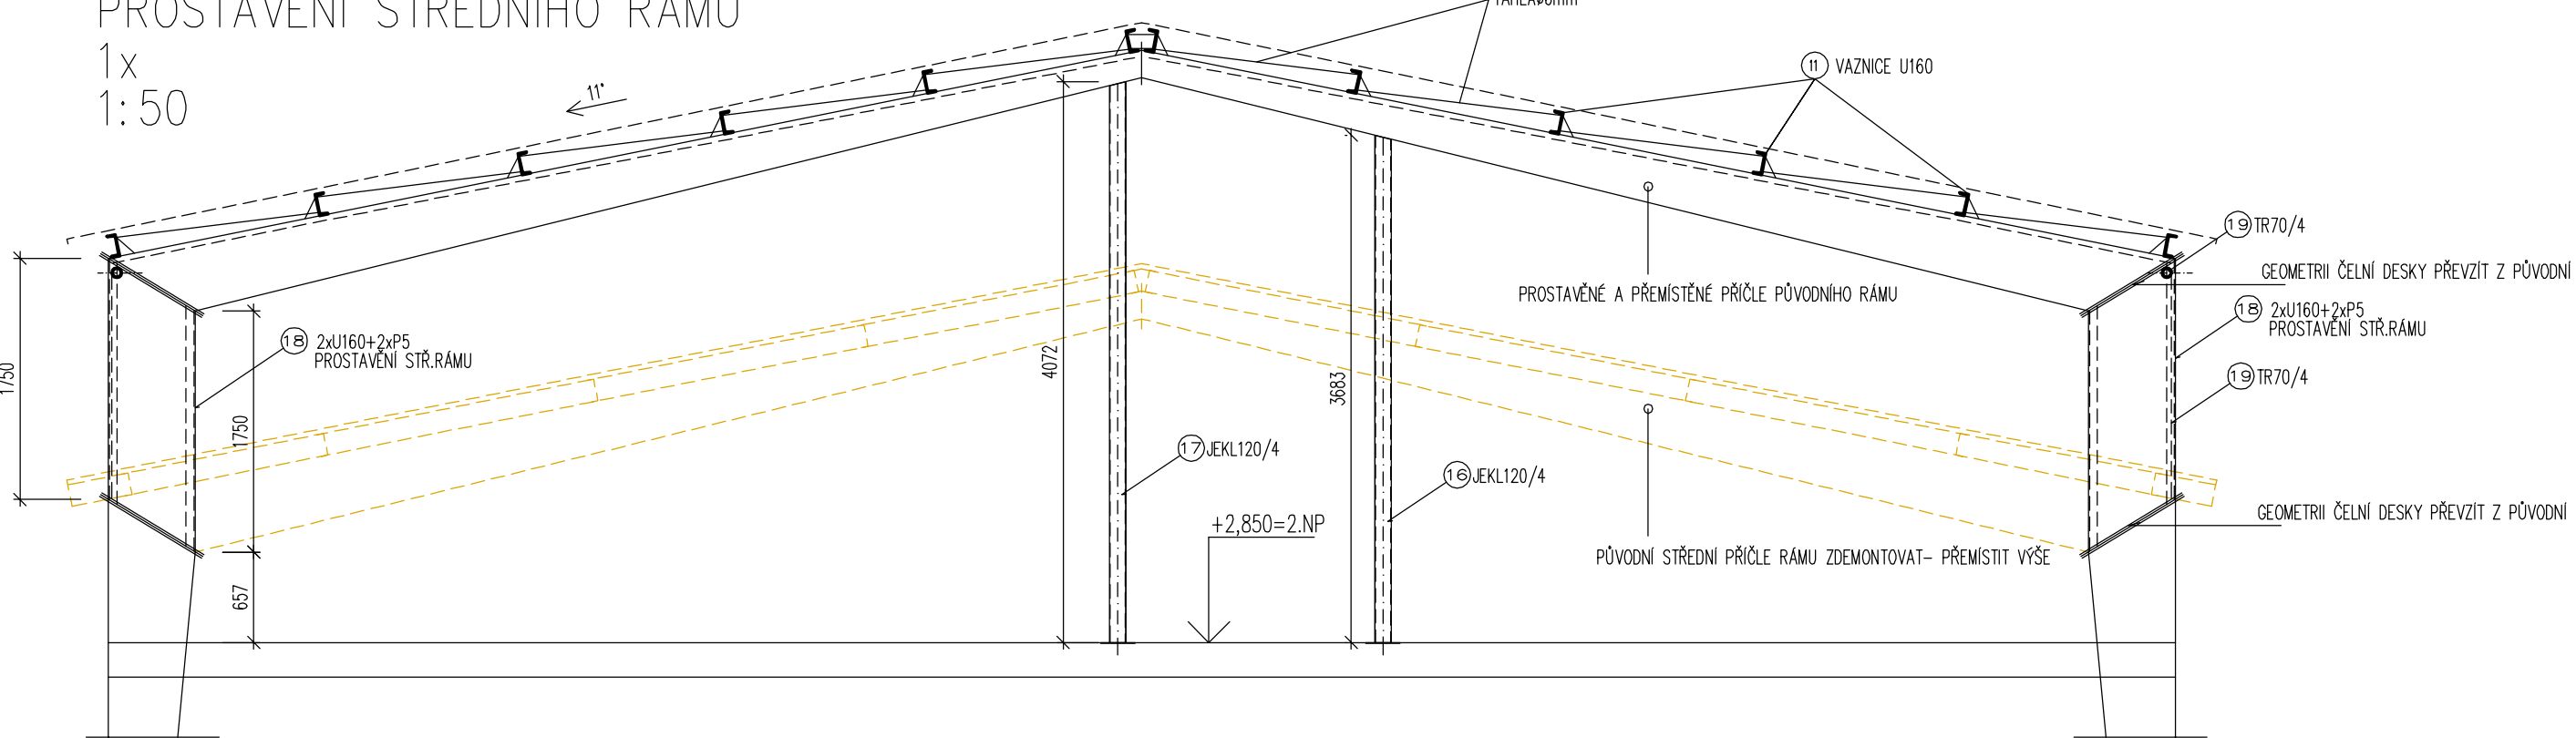 PROSTAVENÍ STŘEDNÍHO RÁMU
1x
1:50
11°
11 VAZNICE U160
19 TR70/4
GEOMETRII ČELNÍ DESKY PŘEVZÍT Z PŮVODNÍ
18 2xU160+2xP5
PROSTAVĚNÍ STŘ.RÁMU
19 TR70/4
GEOMETRII ČELNÍ DESKY PŘEVZÍT Z PŮVODNÍ
PROSTAVĚNÉ A PŘEMÍSTĚNÉ PŘÍČLE PŮVODNÍHO RÁMU
18 2xU160+2xP5
PROSTAVĚNÍ STŘ.RÁMU
1750
1750
657
4072
3683
17 JEKL120/4
16 JEKL120/4
+2,850=2.NP
PŮVODNÍ STŘEDNÍ PŘÍČLE RÁMU ZDEMONTOVAT– PŘEMÍSTIT VÝŠE